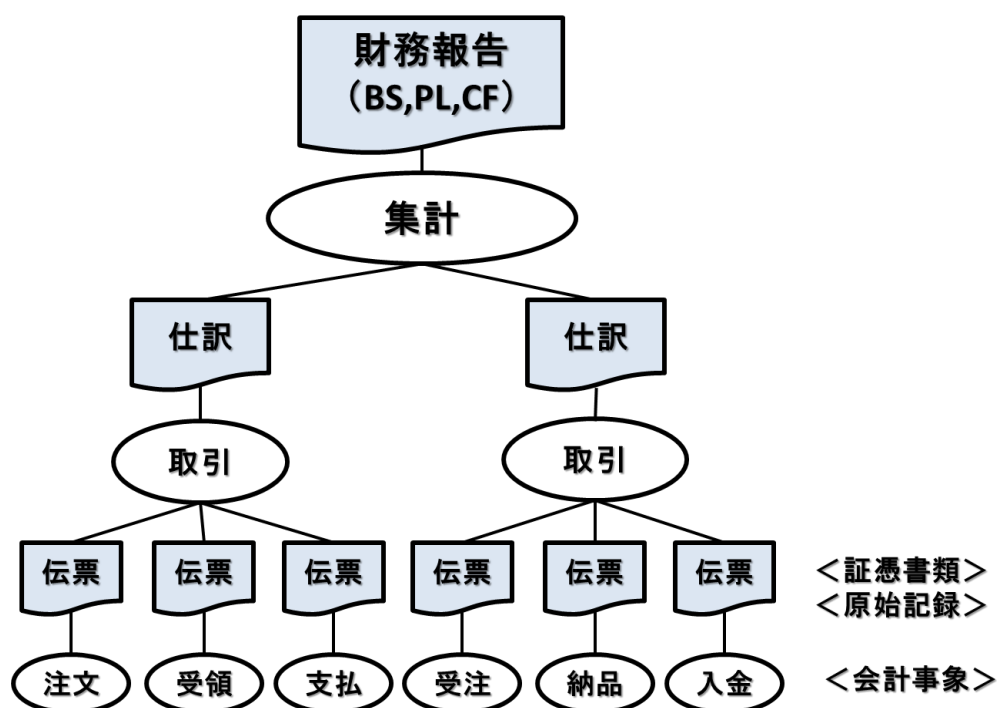 財務報告
（BS,PL,CF）
集計
仕訳
仕訳
取引
取引
伝票
伝票
伝票
伝票
伝票
伝票
＜証憑書類＞
＜原始記録＞
注文
受領
支払
受注
納品
入金
＜会計事象＞